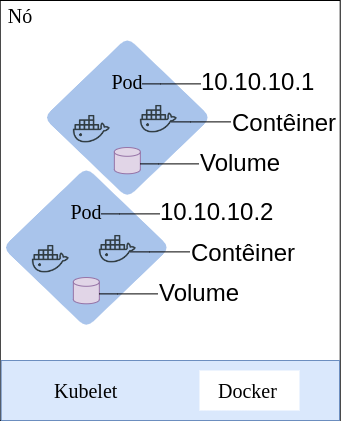 Nó
Pod 10.10.10.1
Contêiner
Volume
Pod 10.10.10.2
Contêiner
Volume
Kubelet Docker